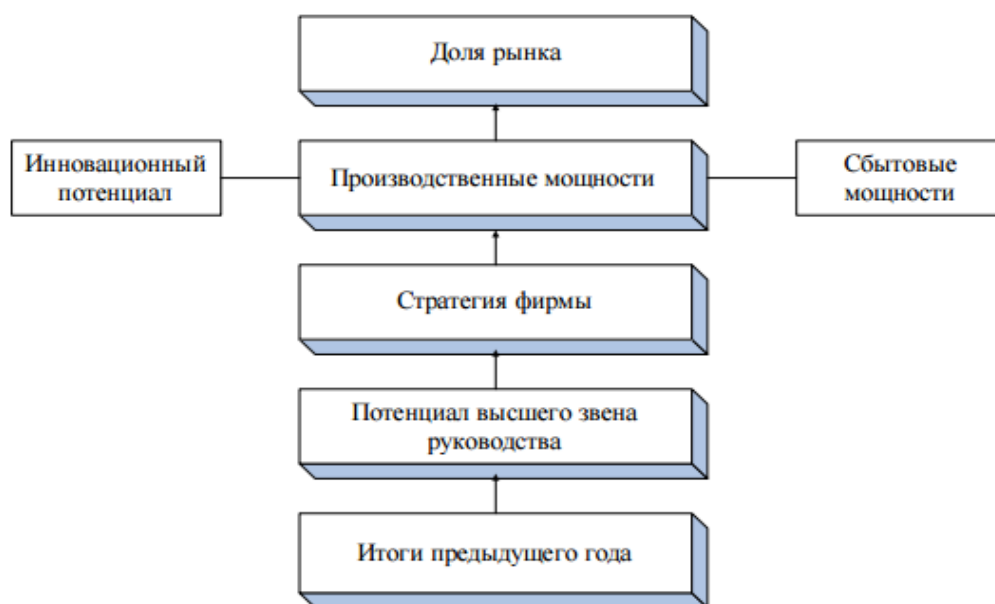 Доля рынка
Инновационный
потенциал
Производственные мощности
Сбытовые
мощности
Стратегия фирмы
Потенциал высшего звена
руководства
Итоги предыдущего года